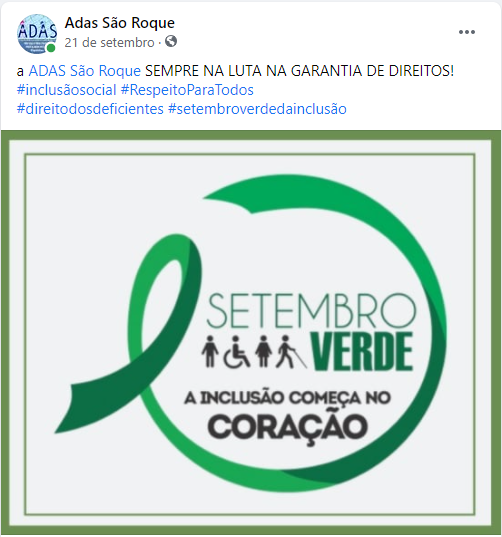 ADAS
Adas São Roque
21 de setembro ·
a ADAS São Roque SEMPRE NA LUTA NA GARANTIA DE DIREITOS!
#inclusãosocial #RespeitoParaTodos
#direitodosdeficientes #setembroverdedainclusão
SETEMBRO
VERDE
A INCLUSÃO COMEÇA NO
CORAÇÃO